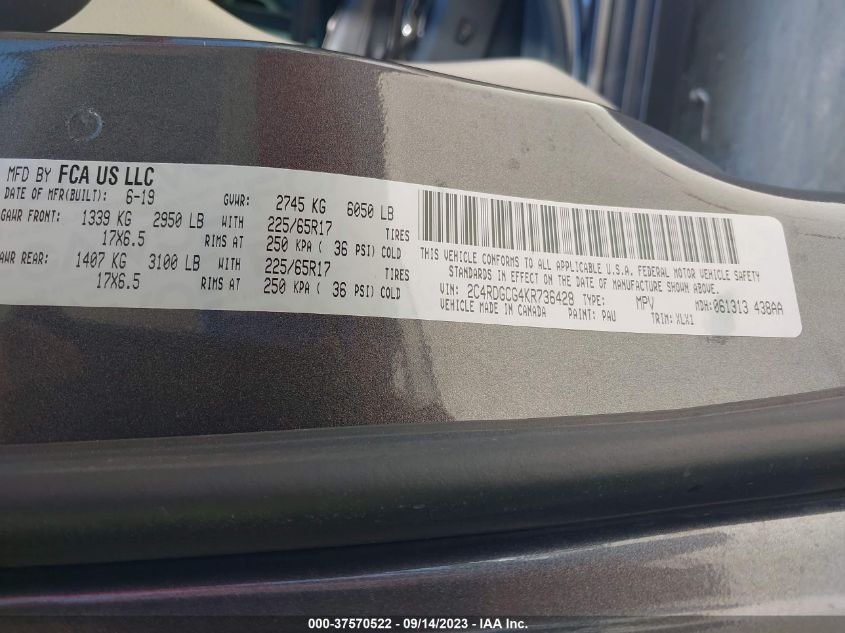 MFD BY FCA US LLC
DATE OF MFR(BUILT): 6-19 GVWR: 2745 KG 6050 LB
GAWR FRONT: 1339 KG 2950 LB WITH 225/65R17 TIRES
17X6.5 RIMS AT 250 KPA ( 36 PSI) COLD
AWR REAR: 1407 KG 3100 LB WITH 225/65R17 TIRES
17X6.5 RIMS AT 250 KPA ( 36 PSI) COLD
THIS VEHICLE CONFORMS TO ALL APPLICABLE U.S.A. FEDERAL MOTOR VEHICLE SAFETY
STANDARDS IN EFFECT ON THE DATE OF MANUFACTURE SHOWN ABOVE.
VIN: 2C4RDGCG4KR736428 TYPE: MPV MDH: 061313 438AA
VEHICLE MADE IN CANADA PAINT: PAU TRIM: XLX1
000-37570522 - 09/14/2023 - © IAA Inc.